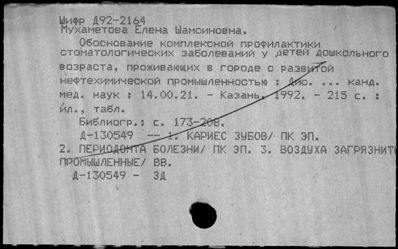 Шифр Д92-2164
Мухаметова Елена Шамсиновна.
Обоснование комплексной профилактики
стоматологических заболеваний у детей дошкольного
возраста, проживающих в городе с развитой
нефтехимической промышленностью : Дис. ... канд.
мед. наук : 14.00.21. - Казань, 1992. - 215 с. :
ил., табл.
Библиогр.: с. 173-208.
Д-130549 -- 1. КАРИЕС ЗУБОВ/ ПК ЭП.
2. ПЕРИОДОНТА БОЛЕЗНИ/ ПК ЭП. 3. ВОЗДУХА ЗАГРЯЗНИТ
ПРОМЫШЛЕННЫЕ/ ВВ.
Д-130549 - ЗД